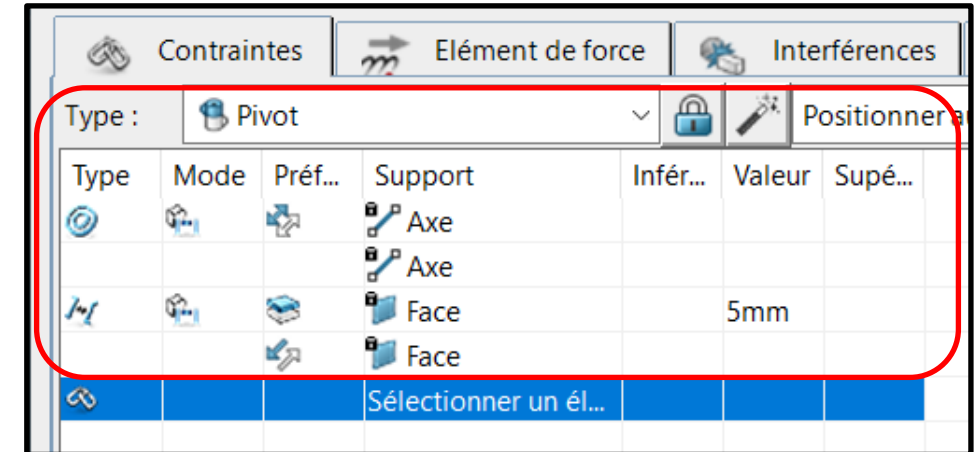 Contraintes Elément de force Interférences
Type : Pivot Positionner
Type Mode Préf... Support Infér... Valeur Supé...
Axe
Axe
Face 5mm
Face
Sélectionner un él...